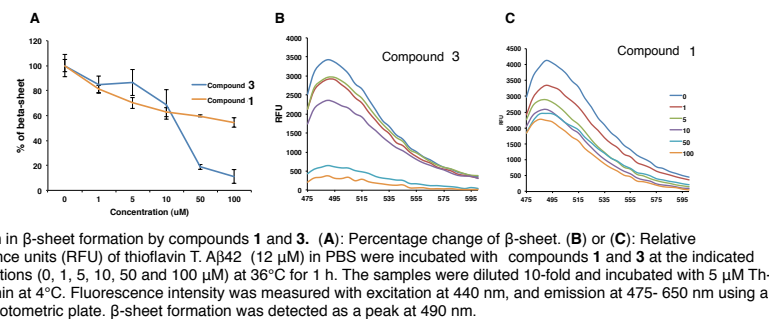 A
B
C
120
100
80
60
40
20
0
% of beta-sheet
0 1 5 10 50 100
Concentration (uM)
Compound 3
Compound 1
Compound 3
4000
3500
3000
2500
2000
1500
1000
500
0
RFU
475 495 515 535 555 575 595
Compound 1
4500
4000
3500
3000
2500
2000
1500
1000
500
0
RFU
475 495 515 535 555 575 595
0
1
5
10
50
100
n in β-sheet formation by compounds 1 and 3. (A): Percentage change of β-sheet. (B) or (C): Relative
nce units (RFU) of thioflavin T. Aβ42 (12 μM) in PBS were incubated with compounds 1 and 3 at the indicated
tions (0, 1, 5, 10, 50 and 100 μM) at 36°C for 1 h. The samples were diluted 10-fold and incubated with 5 μM Th-
nin at 4°C. Fluorescence intensity was measured with excitation at 440 nm, and emission at 475- 650 nm using a
otometric plate. β-sheet formation was detected as a peak at 490 nm.